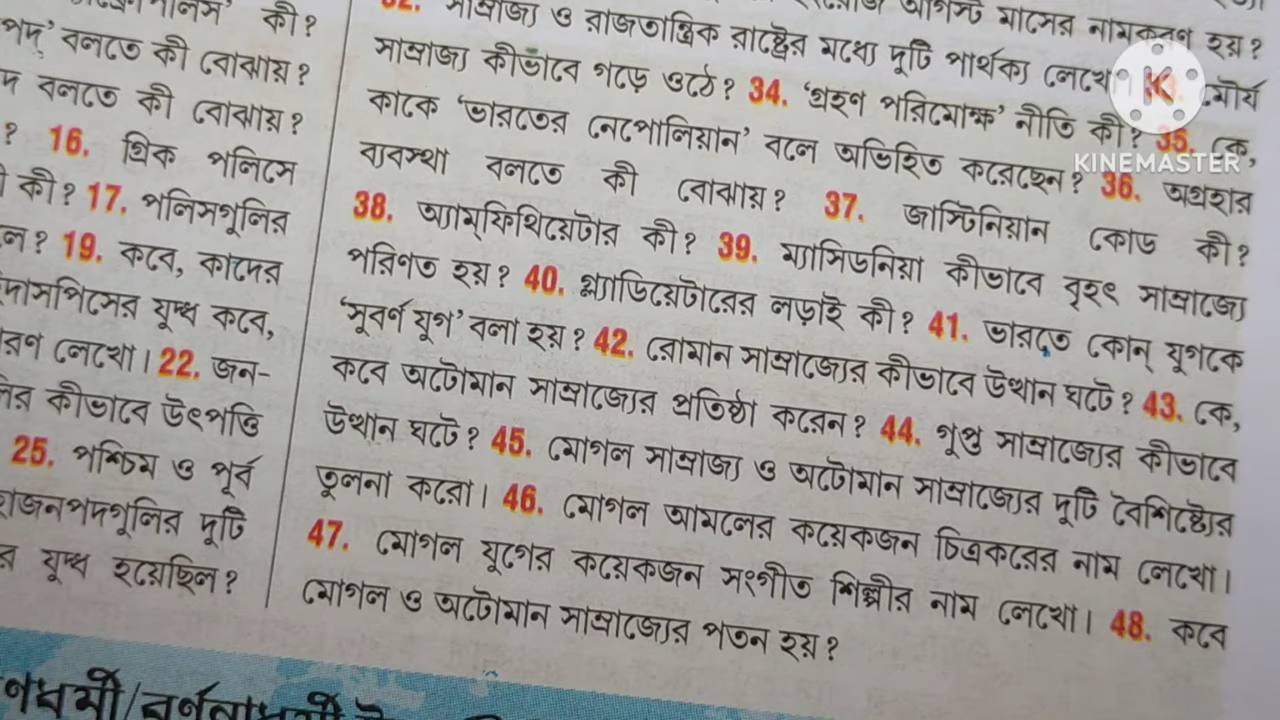 কী?
বলতে কী বোঝায়?
দ বলতে কী বোঝায়?
? 16. গ্রিক পলিসে
কী? 17. পলিসগুলির
ল? 19. কবে, কাদের
দাসপিসের যুদ্ধ কবে,
রণ লেখো। 22. জন-
লির কীভাবে উৎপত্তি
25. পশ্চিম ও পূর্ব
হাজনপদগুলির দুটি
র যুদ্ধ হয়েছিল?
আগস্ট মাসের নামকরণ হয়?
32. সাম্রাজ্য ও রাজতান্ত্রিক রাষ্ট্রের মধ্যে দুটি পার্থক্য লেখো মৌর্য
সাম্রাজ্য কীভাবে গড়ে ওঠে? 34. ‘গ্রহণ পরিমোক্ষ’ নীতি কী? 35. কে,
কাকে ‘ভারতের নেপোলিয়ান’ বলে অভিহিত করেছেন? 36. অগ্রহার
ব্যবস্থা বলতে কী বোঝায়? 37. জাস্টিনিয়ান কোড কী?
38. অ্যাম্‌ফিথিয়েটার কী? 39. ম্যাসিডনিয়া কীভাবে বৃহৎ সাম্রাজ্যে
পরিণত হয়? 40. গ্ল্যাডিয়েটারের লড়াই কী? 41. ভারতে কোন্ যুগকে
‘সুবর্ণ যুগ’ বলা হয়? 42. রোমান সাম্রাজ্যের কীভাবে উত্থান ঘটে? 43. কে,
কবে অটোমান সাম্রাজ্যের প্রতিষ্ঠা করেন? 44. গুপ্ত সাম্রাজ্যের কীভাবে
উত্থান ঘটে? 45. মোগল সাম্রাজ্য ও অটোমান সাম্রাজ্যের দুটি বৈশিষ্ট্যের
তুলনা করো। 46. মোগল আমলের কয়েকজন চিত্রকরের নাম লেখো।
47. মোগল যুগের কয়েকজন সংগীত শিল্পীর নাম লেখো। 48. কবে
মোগল ও অটোমান সাম্রাজ্যের পতন হয়?
KINEMASTER